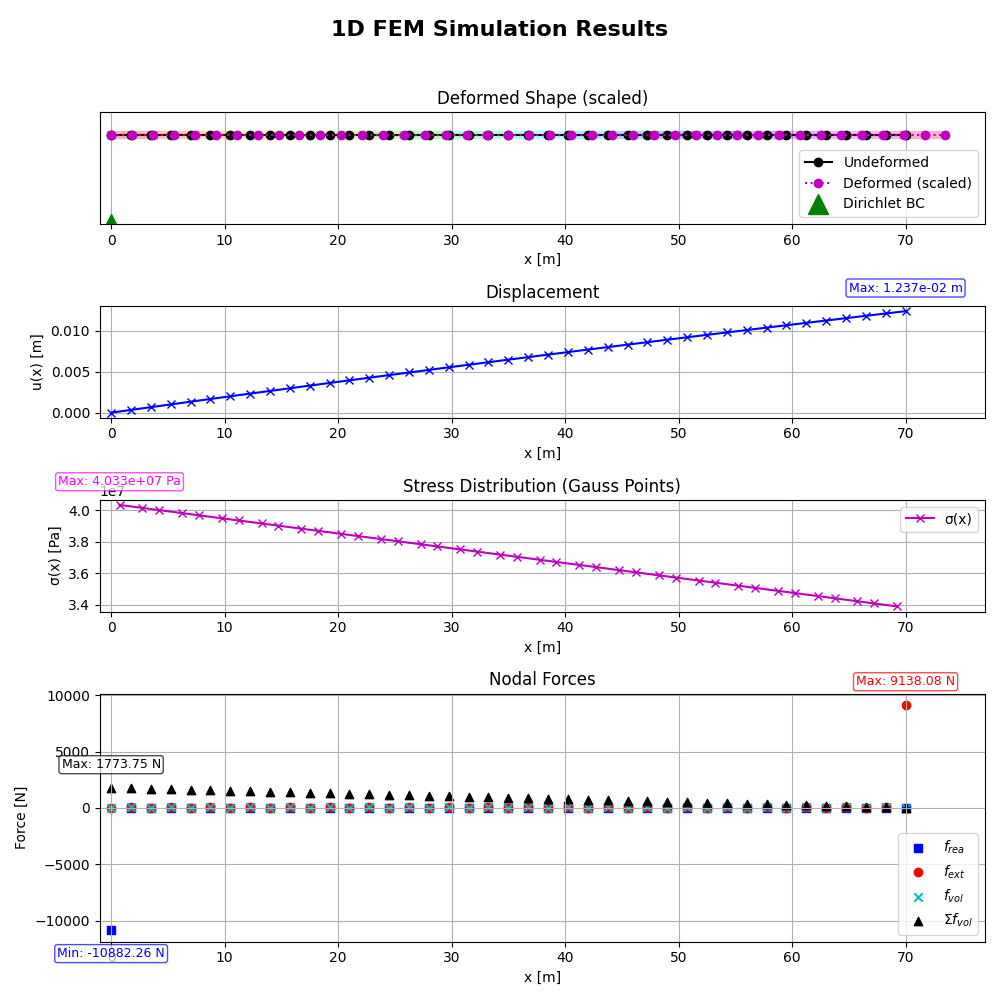 1D FEM Simulation Results
Deformed Shape (scaled)
Undeformed
Deformed (scaled)
Dirichlet BC
0 10 20 30 40 50 60 70
x [m]
Displacement
Max: 1.237e-02 m
0.010
0.005
0.000
u(x) [m]
0 10 20 30 40 50 60 70
x [m]
Max: 4.033e+07 Pa
1e7
Stress Distribution (Gauss Points)
σ(x)
4.0
3.8
3.6
3.4
σ(x) [Pa]
0 10 20 30 40 50 60 70
x [m]
Nodal Forces
Max: 9138.08 N
10000
5000
Max: 1773.75 N
0
−5000
−10000
Force [N]
f_rea
f_ext
f_vol
Σf_vol
Min: -10882.26 N
0 10 20 30 40 50 60 70
x [m]